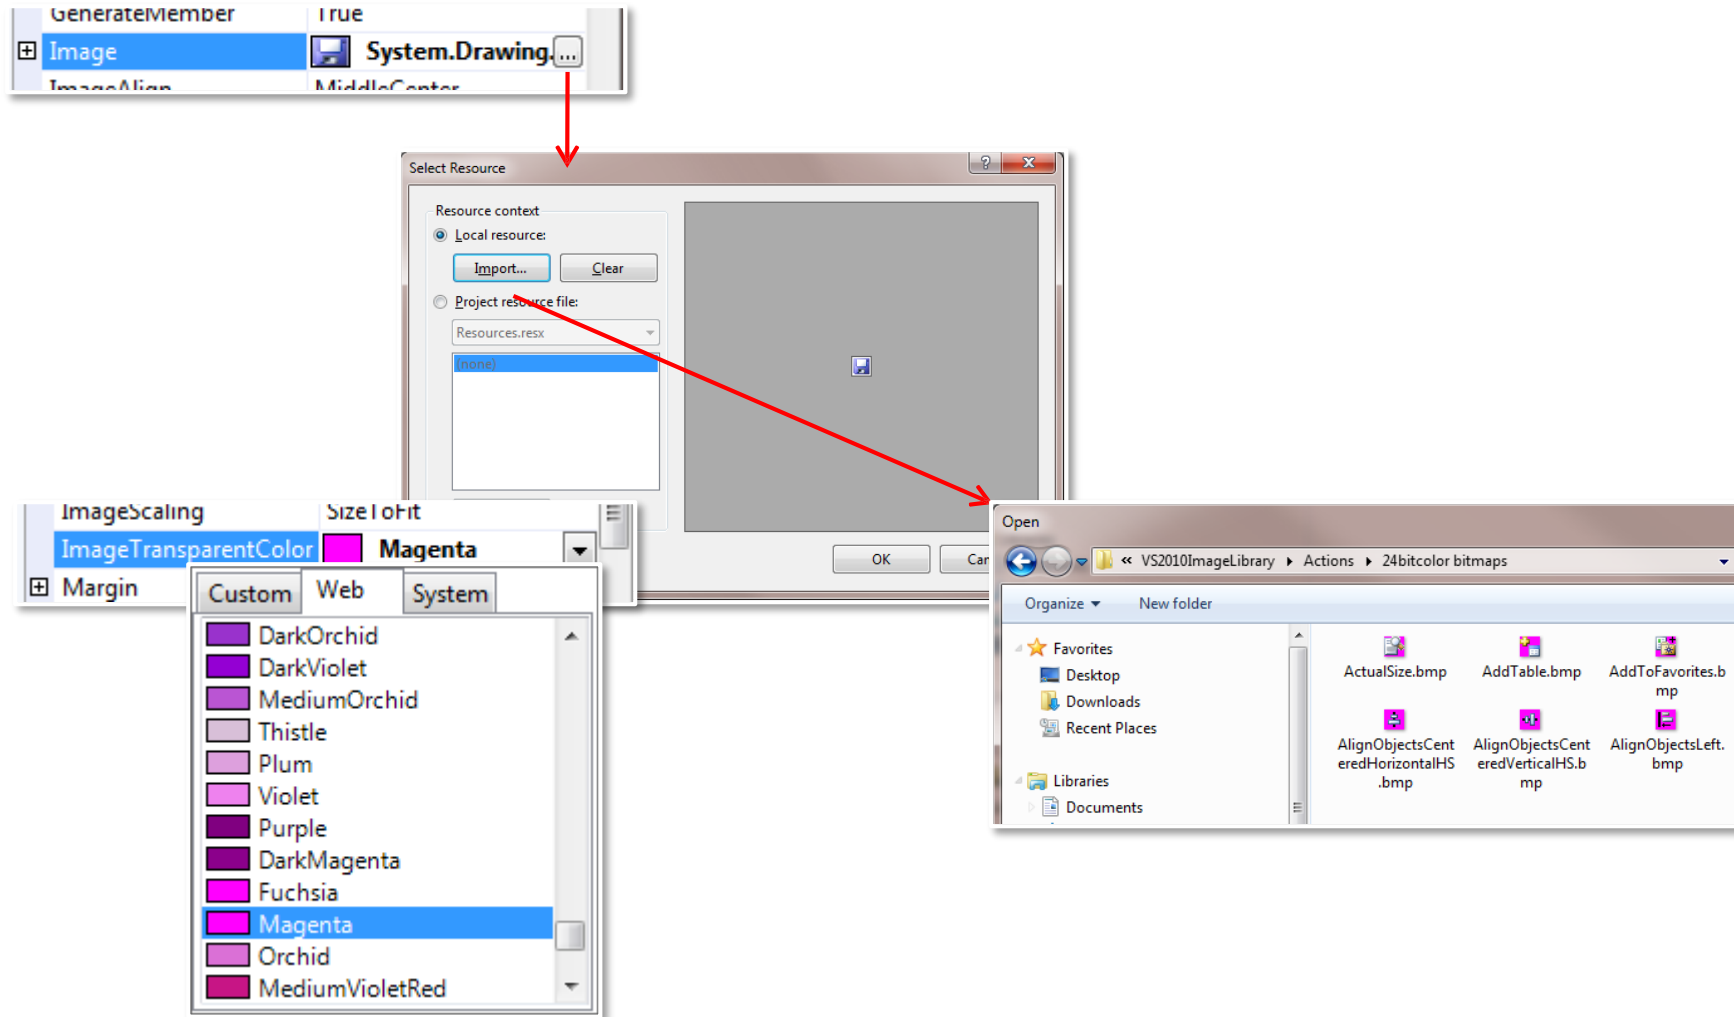 GenerateMember True
Image System.Drawing. ...
ImageAlign MiddleCenter
Select Resource
Resource context
Local resource:
Import... Clear
Project resource file:
Resources.resx
(none)
OK Can
ImageScaling SizeToFit
ImageTransparentColor Magenta
Margin
Custom Web System
DarkOrchid
DarkViolet
MediumOrchid
Thistle
Plum
Violet
Purple
DarkMagenta
Fuchsia
Magenta
Orchid
MediumVioletRed
Open
« VS2010ImageLibrary Actions 24bitcolor bitmaps
Organize New folder
Favorites
Desktop
Downloads
Recent Places
Libraries
Documents
ActualSize.bmp AddTable.bmp AddToFavorites.b
mp
AlignObjectsCent AlignObjectsCent AlignObjectsLeft.
eredHorizontalHS eredVerticalHS.b bmp
.bmp mp